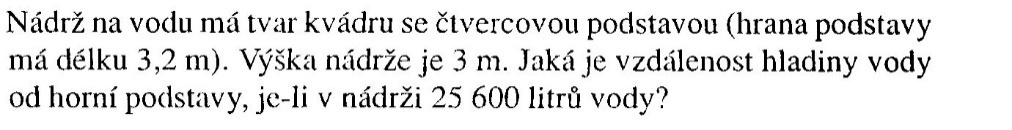 Nádrž na vodu má tvar kvádru se čtvercovou podstavou (hrana podstavy
má délku 3,2 m). Výška nádrže je 3 m. Jaká je vzdálenost hladiny vody
od horní podstavy, je-li v nádrži 25 600 litrů vody?